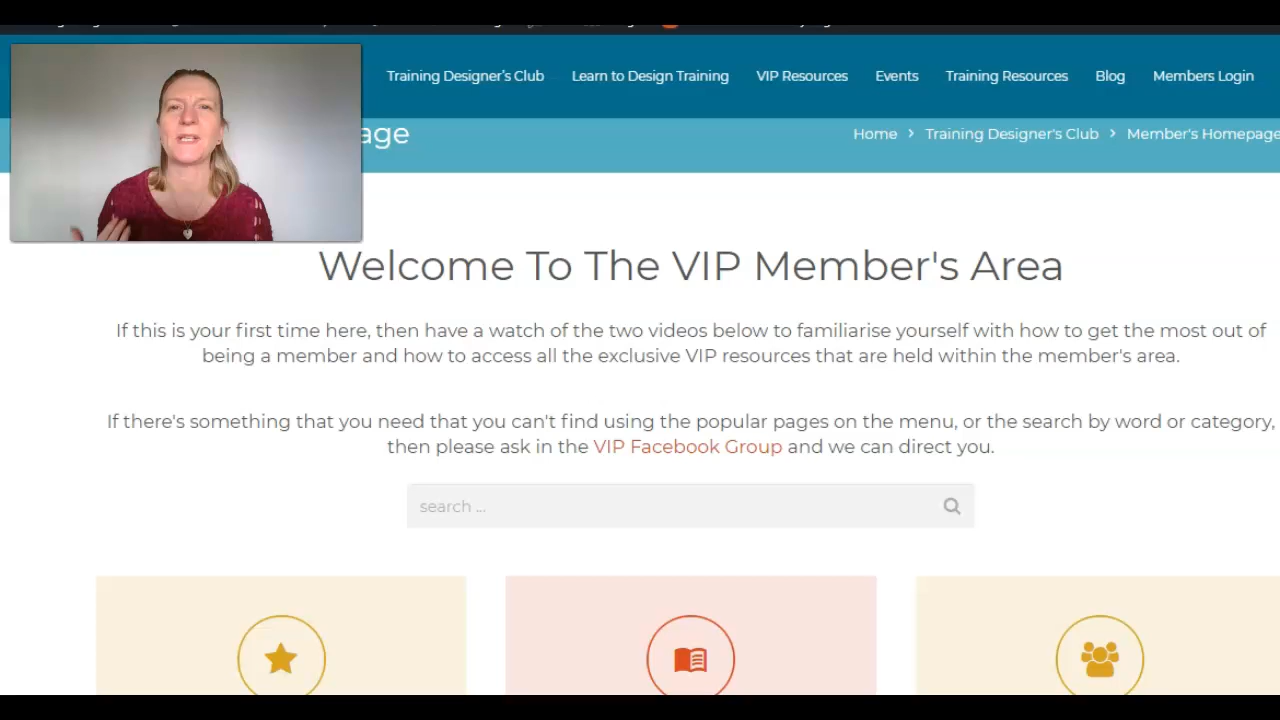 Training Designer's Club Learn to Design Training VIP Resources Events Training Resources Blog Members Login
age
Home > Training Designer's Club > Member's Homepage
Welcome To The VIP Member's Area
If this is your first time here, then have a watch of the two videos below to familiarise yourself with how to get the most out of
being a member and how to access all the exclusive VIP resources that are held within the member's area.
If there's something that you need that you can't find using the popular pages on the menu, or the search by word or category,
then please ask in the VIP Facebook Group and we can direct you.
search ...